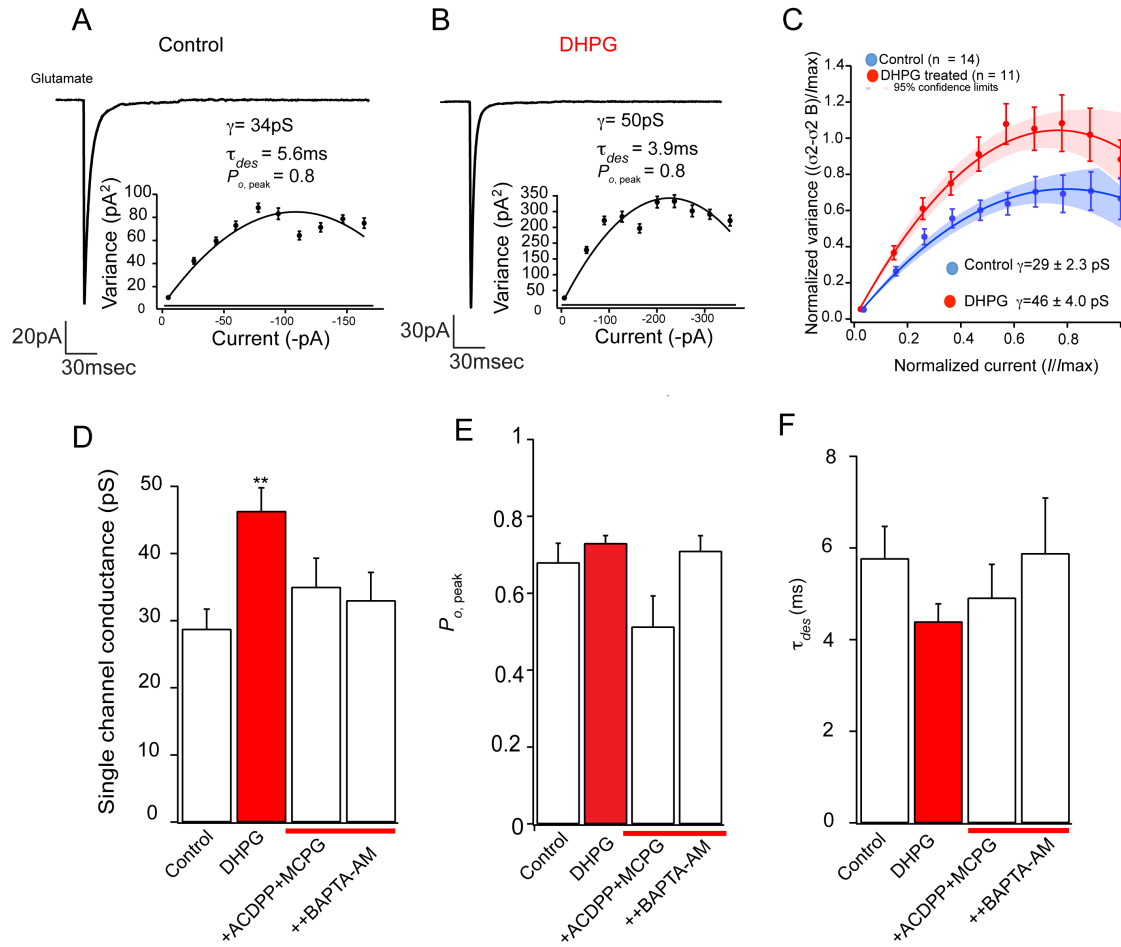 A
Control
Glutamate
γ= 34pS
τdes = 5.6ms
Po, peak = 0.8
Variance (pA²)
100
80
60
40
20
0
0
-50
-100
-150
Current (-pA)
20pA
30msec
B
DHPG
γ= 50pS
τdes = 3.9ms
Po, peak = 0.8
Variance (pA²)
350
300
250
200
250
100
50
0
0
-100
-200
-300
Current (-pA)
30pA
30msec
C
Control (n = 14)
DHPG treated (n = 11)
95% confidence limits
Normalized variance ((σ2-σ2 B)/Imax)
1.4
1.2
1.0
0.8
0.6
0.4
0.2
0.0
Control γ=29 ± 2.3 pS
DHPG γ=46 ± 4.0 pS
0
0.2
0.4
0.6
0.8
Normalized current (I/Imax)
D
Single channel conductance (pS)
50
40
30
20
10
0
**
Control
DHPG
+ACDPP+MCPG
++BAPTA-AM
E
Po, peak
1
0.8
0.6
0.4
0.2
0
Control
DHPG
+ACDPP+MCPG
++BAPTA-AM
F
τdes (ms)
8
6
4
2
0
Control
DHPG
+ACDPP+MCPG
++BAPTA-AM